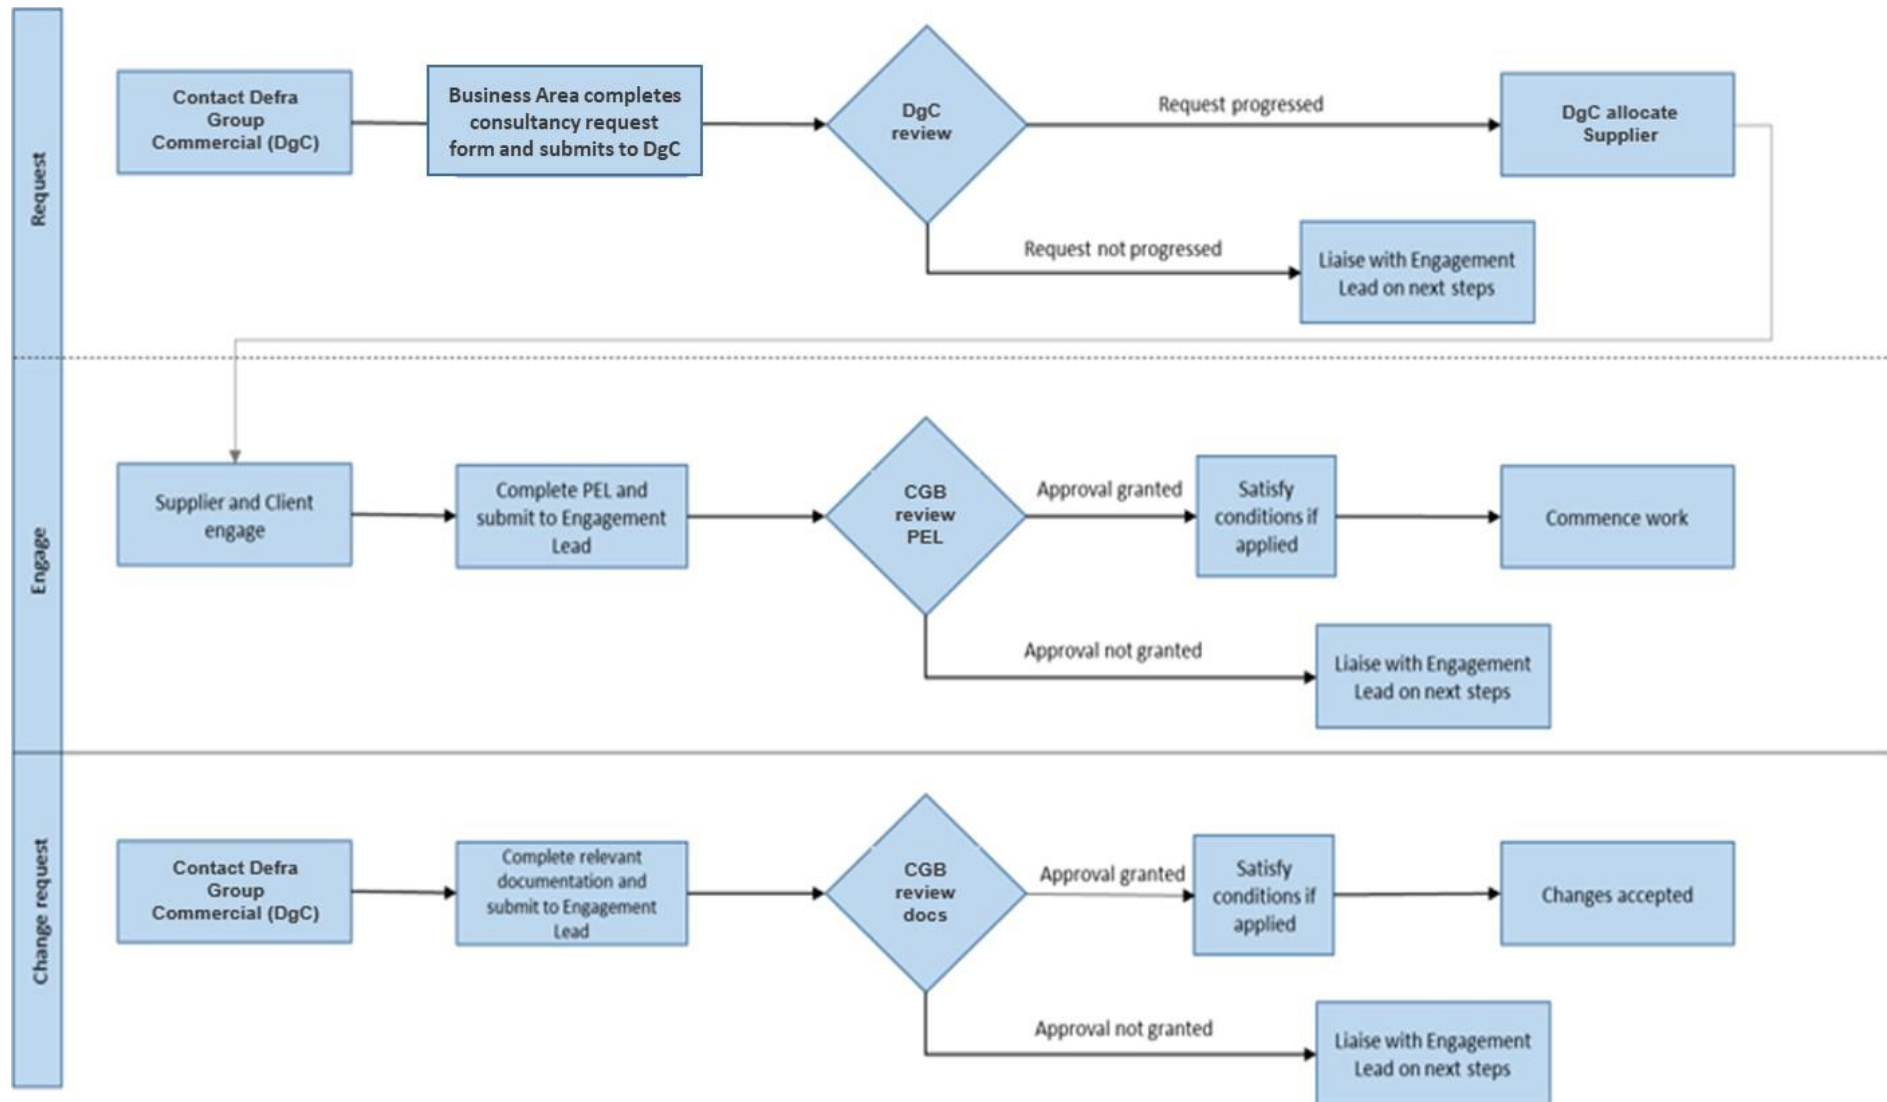 Request
Contact Defra
Group
Commercial (DgC)
Business Area completes
consultancy request
form and submits to DgC
DgC
review
Request progressed
DgC allocate
Supplier
Request not progressed
Liaise with Engagement
Lead on next steps
Engage
Supplier and Client
engage
Complete PEL and
submit to Engagement
Lead
CGB
review
PEL
Approval granted
Satisfy
conditions if
applied
Commence work
Approval not granted
Liaise with Engagement
Lead on next steps
Change request
Contact Defra
Group
Commercial (DgC)
Complete relevant
documentation and
submit to Engagement
Lead
CGB
review
docs
Approval granted
Satisfy
conditions if
applied
Changes accepted
Approval not granted
Liaise with Engagement
Lead on next steps